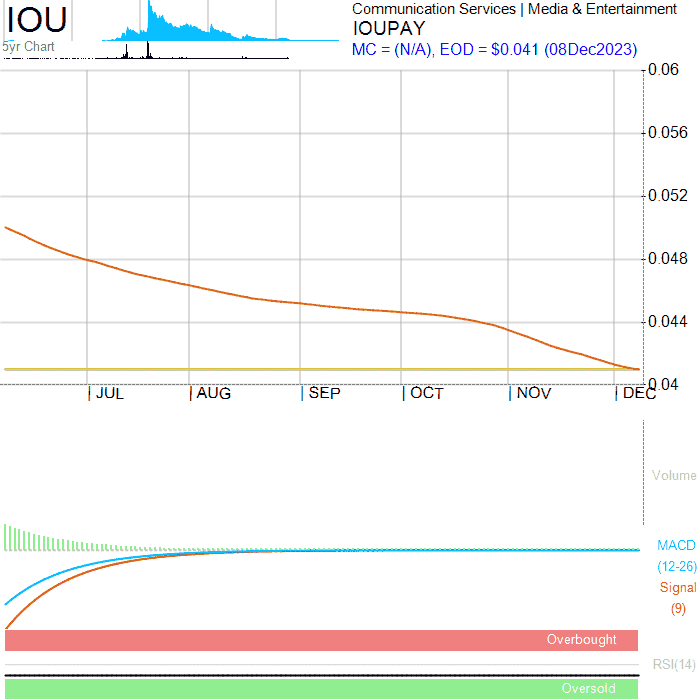 IOU
5yr Chart
Communication Services | Media & Entertainment
IOUPAY
MC = (N/A), EOD = $0.041 (08Dec2023)
0.06
0.056
0.052
0.048
0.044
0.04
JUL AUG SEP OCT NOV DEC
Volume
MACD
(12-26)
Signal
(9)
Overbought
RSI(14)
Oversold